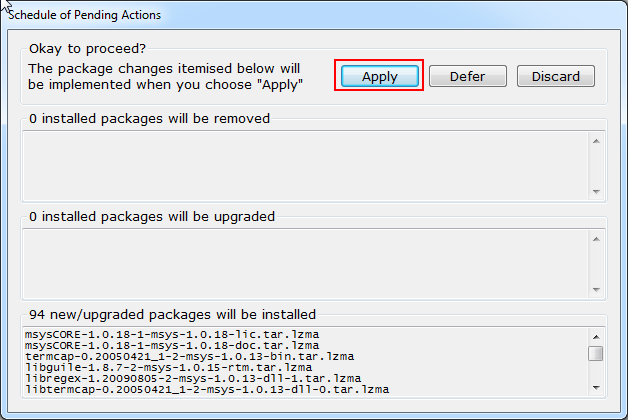 Schedule of Pending Actions
Okay to proceed?
The package changes itemised below will
be implemented when you choose "Apply"
Apply
Defer
Discard
0 installed packages will be removed
0 installed packages will be upgraded
94 new/upgraded packages will be installed
msysCORE-1.0.18-1-msys-1.0.18-lic.tar.lzma
msysCORE-1.0.18-1-msys-1.0.18-doc.tar.lzma
termcap-0.20050421_1-2-msys-1.0.13-bin.tar.lzma
libguile-1.8.7-2-msys-1.0.15-rtm.tar.lzma
libregex-1.20090805-2-msys-1.0.13-dll-1.tar.lzma
libtermcap-0.20050421_1-2-msys-1.0.13-dll-0.tar.lzma